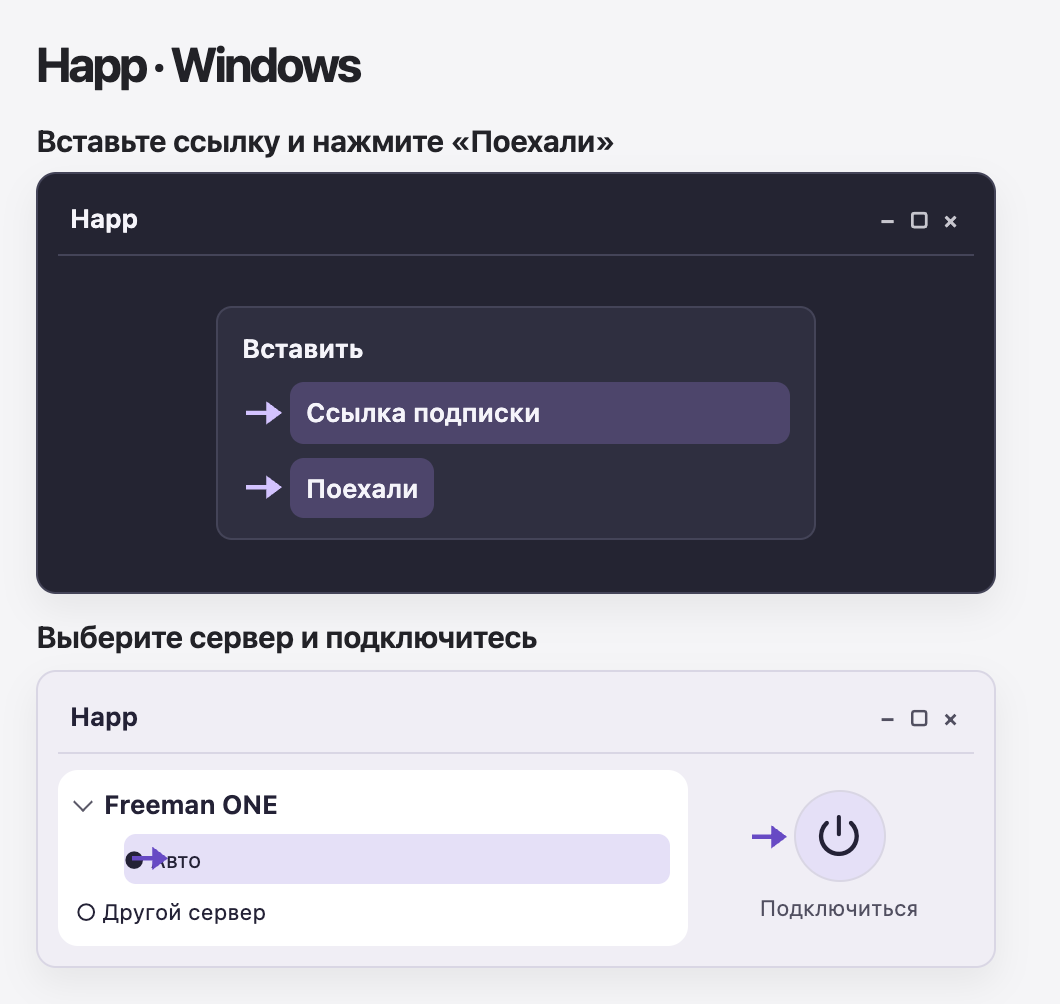 Happ · Windows
Вставьте ссылку и нажмите «Поехали»
Happ
Вставить
Ссылка подписки
Поехали
Выберите сервер и подключитесь
Happ
Freeman ONE
Авто
Другой сервер
Подключиться